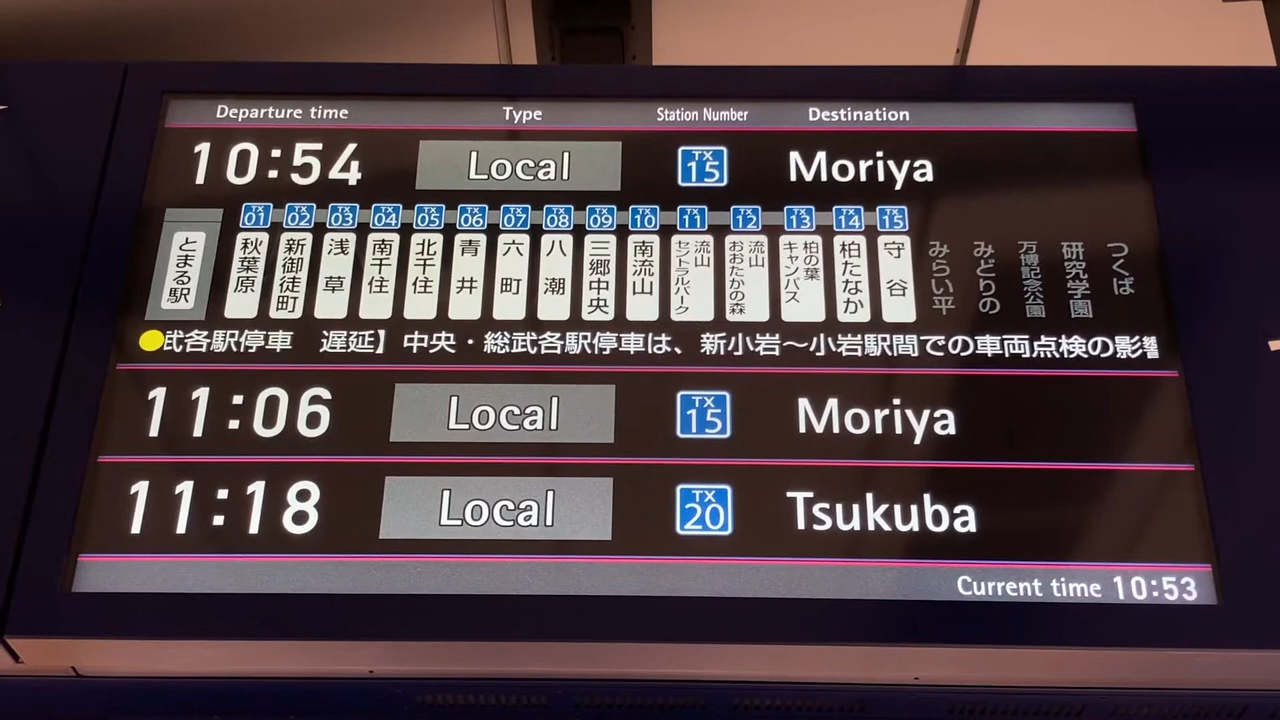 Departure time Type Station Number Destination
10:54 Local TX 15 Moriya
TX 01 TX 02 TX 03 TX 04 TX 05 TX 06 TX 07 TX 08 TX 09 TX 10 TX 11 TX 12 TX 13 TX 14 TX 15
とまる駅
秋葉原
新御徒町
浅草
南千住
北千住
青井
六町
八潮
三郷中央
南流山
流山
セントラルパーク
流山
おおたかの森
柏の葉
キャンパス
柏たなか
守谷
みらい平
みどりの
万博記念公園
研究学園
つくば
武各駅停車 遅延】 中央・総武各駅停車は、新小岩〜小岩駅間での車両点検の影響
11:06 Local TX 15 Moriya
11:18 Local TX 20 Tsukuba
Current time 10:53